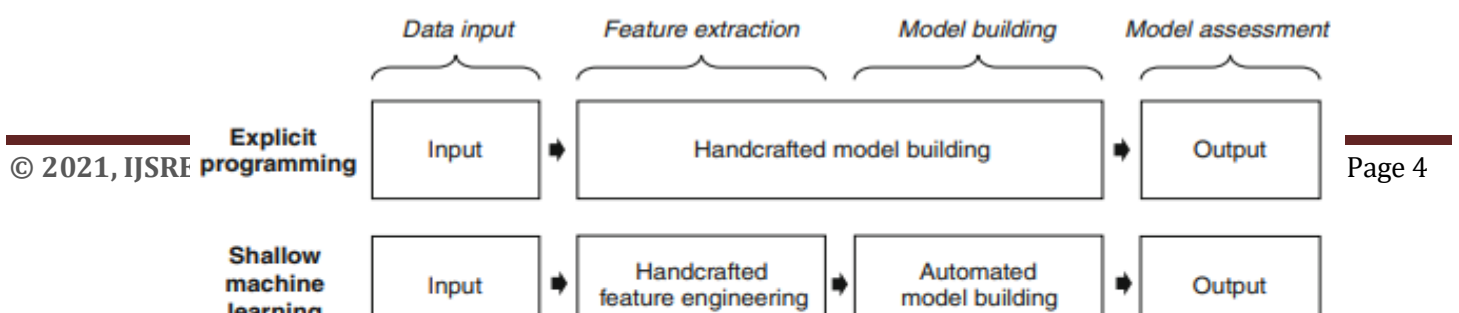 Data input Feature extraction Model building Model assessment
Explicit
programming
Input Handcrafted model building Output
© 2021, IJSRE Page 4
Shallow
machine
learning
Input Handcrafted
feature engineering Automated
model building Output